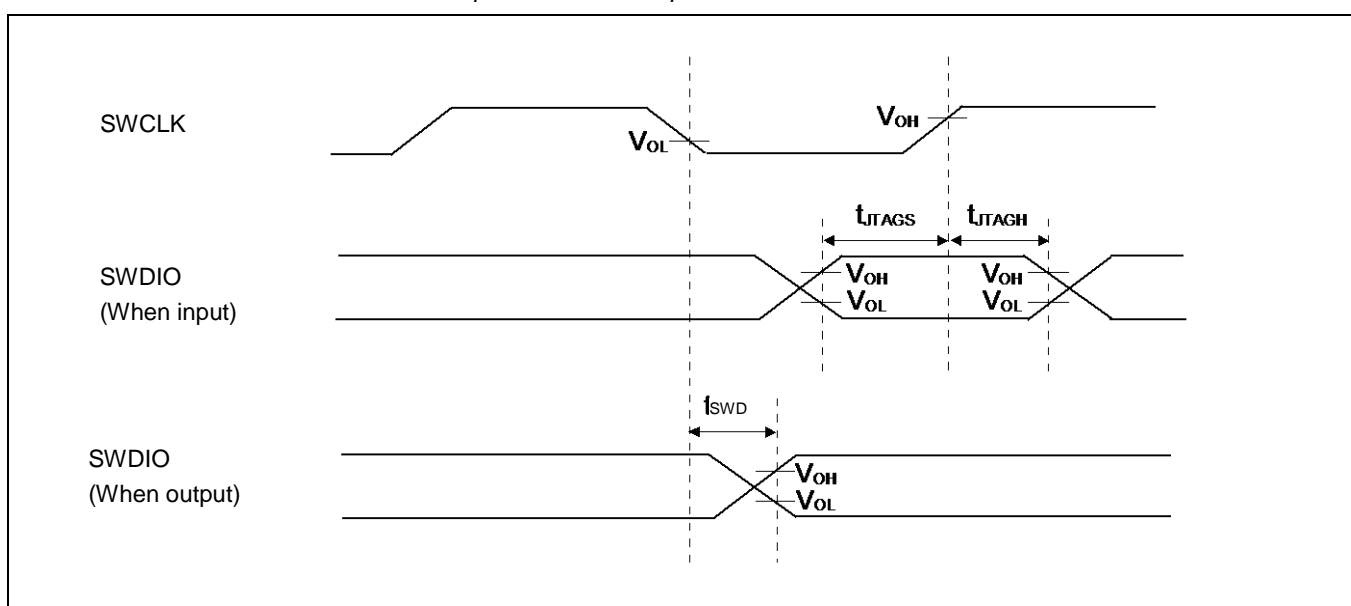 SWCLK
VOL
VOH
tJTAGS
tJTAGH
SWDIO
(When input)
VOH
VOL
VOH
VOL
tSWD
SWDIO
(When output)
VOH
VOL